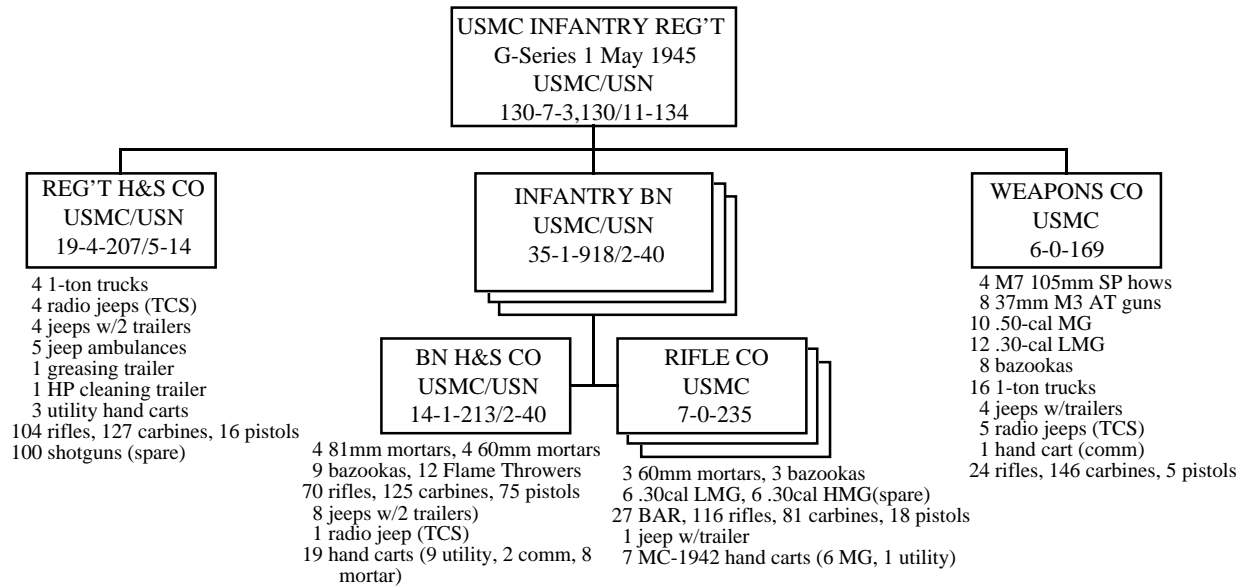 USMC INFANTRY REG'T
G-Series 1 May 1945
USMC/USN
130-7-3,130/11-134
REG'T H&S CO
USMC/USN
19-4-207/5-14
4 1-ton trucks
4 radio jeeps (TCS)
4 jeeps w/2 trailers
5 jeep ambulances
1 greasing trailer
1 HP cleaning trailer
3 utility hand carts
104 rifles, 127 carbines, 16 pistols
100 shotguns (spare)
INFANTRY BN
USMC/USN
35-1-918/2-40
BN H&S CO
USMC/USN
14-1-213/2-40
4 81mm mortars, 4 60mm mortars
9 bazookas, 12 Flame Throwers
70 rifles, 125 carbines, 75 pistols
8 jeeps w/2 trailers)
1 radio jeep (TCS)
19 hand carts (9 utility, 2 comm, 8
mortar)
RIFLE CO
USMC
7-0-235
3 60mm mortars, 3 bazookas
6 .30cal LMG, 6 .30cal HMG(spare)
27 BAR, 116 rifles, 81 carbines, 18 pistols
1 jeep w/trailer
7 MC-1942 hand carts (6 MG, 1 utility)
WEAPONS CO
USMC
6-0-169
4 M7 105mm SP hows
8 37mm M3 AT guns
10 .50-cal MG
12 .30-cal LMG
8 bazookas
16 1-ton trucks
4 jeeps w/trailers
5 radio jeeps (TCS)
1 hand cart (comm)
24 rifles, 146 carbines, 5 pistols